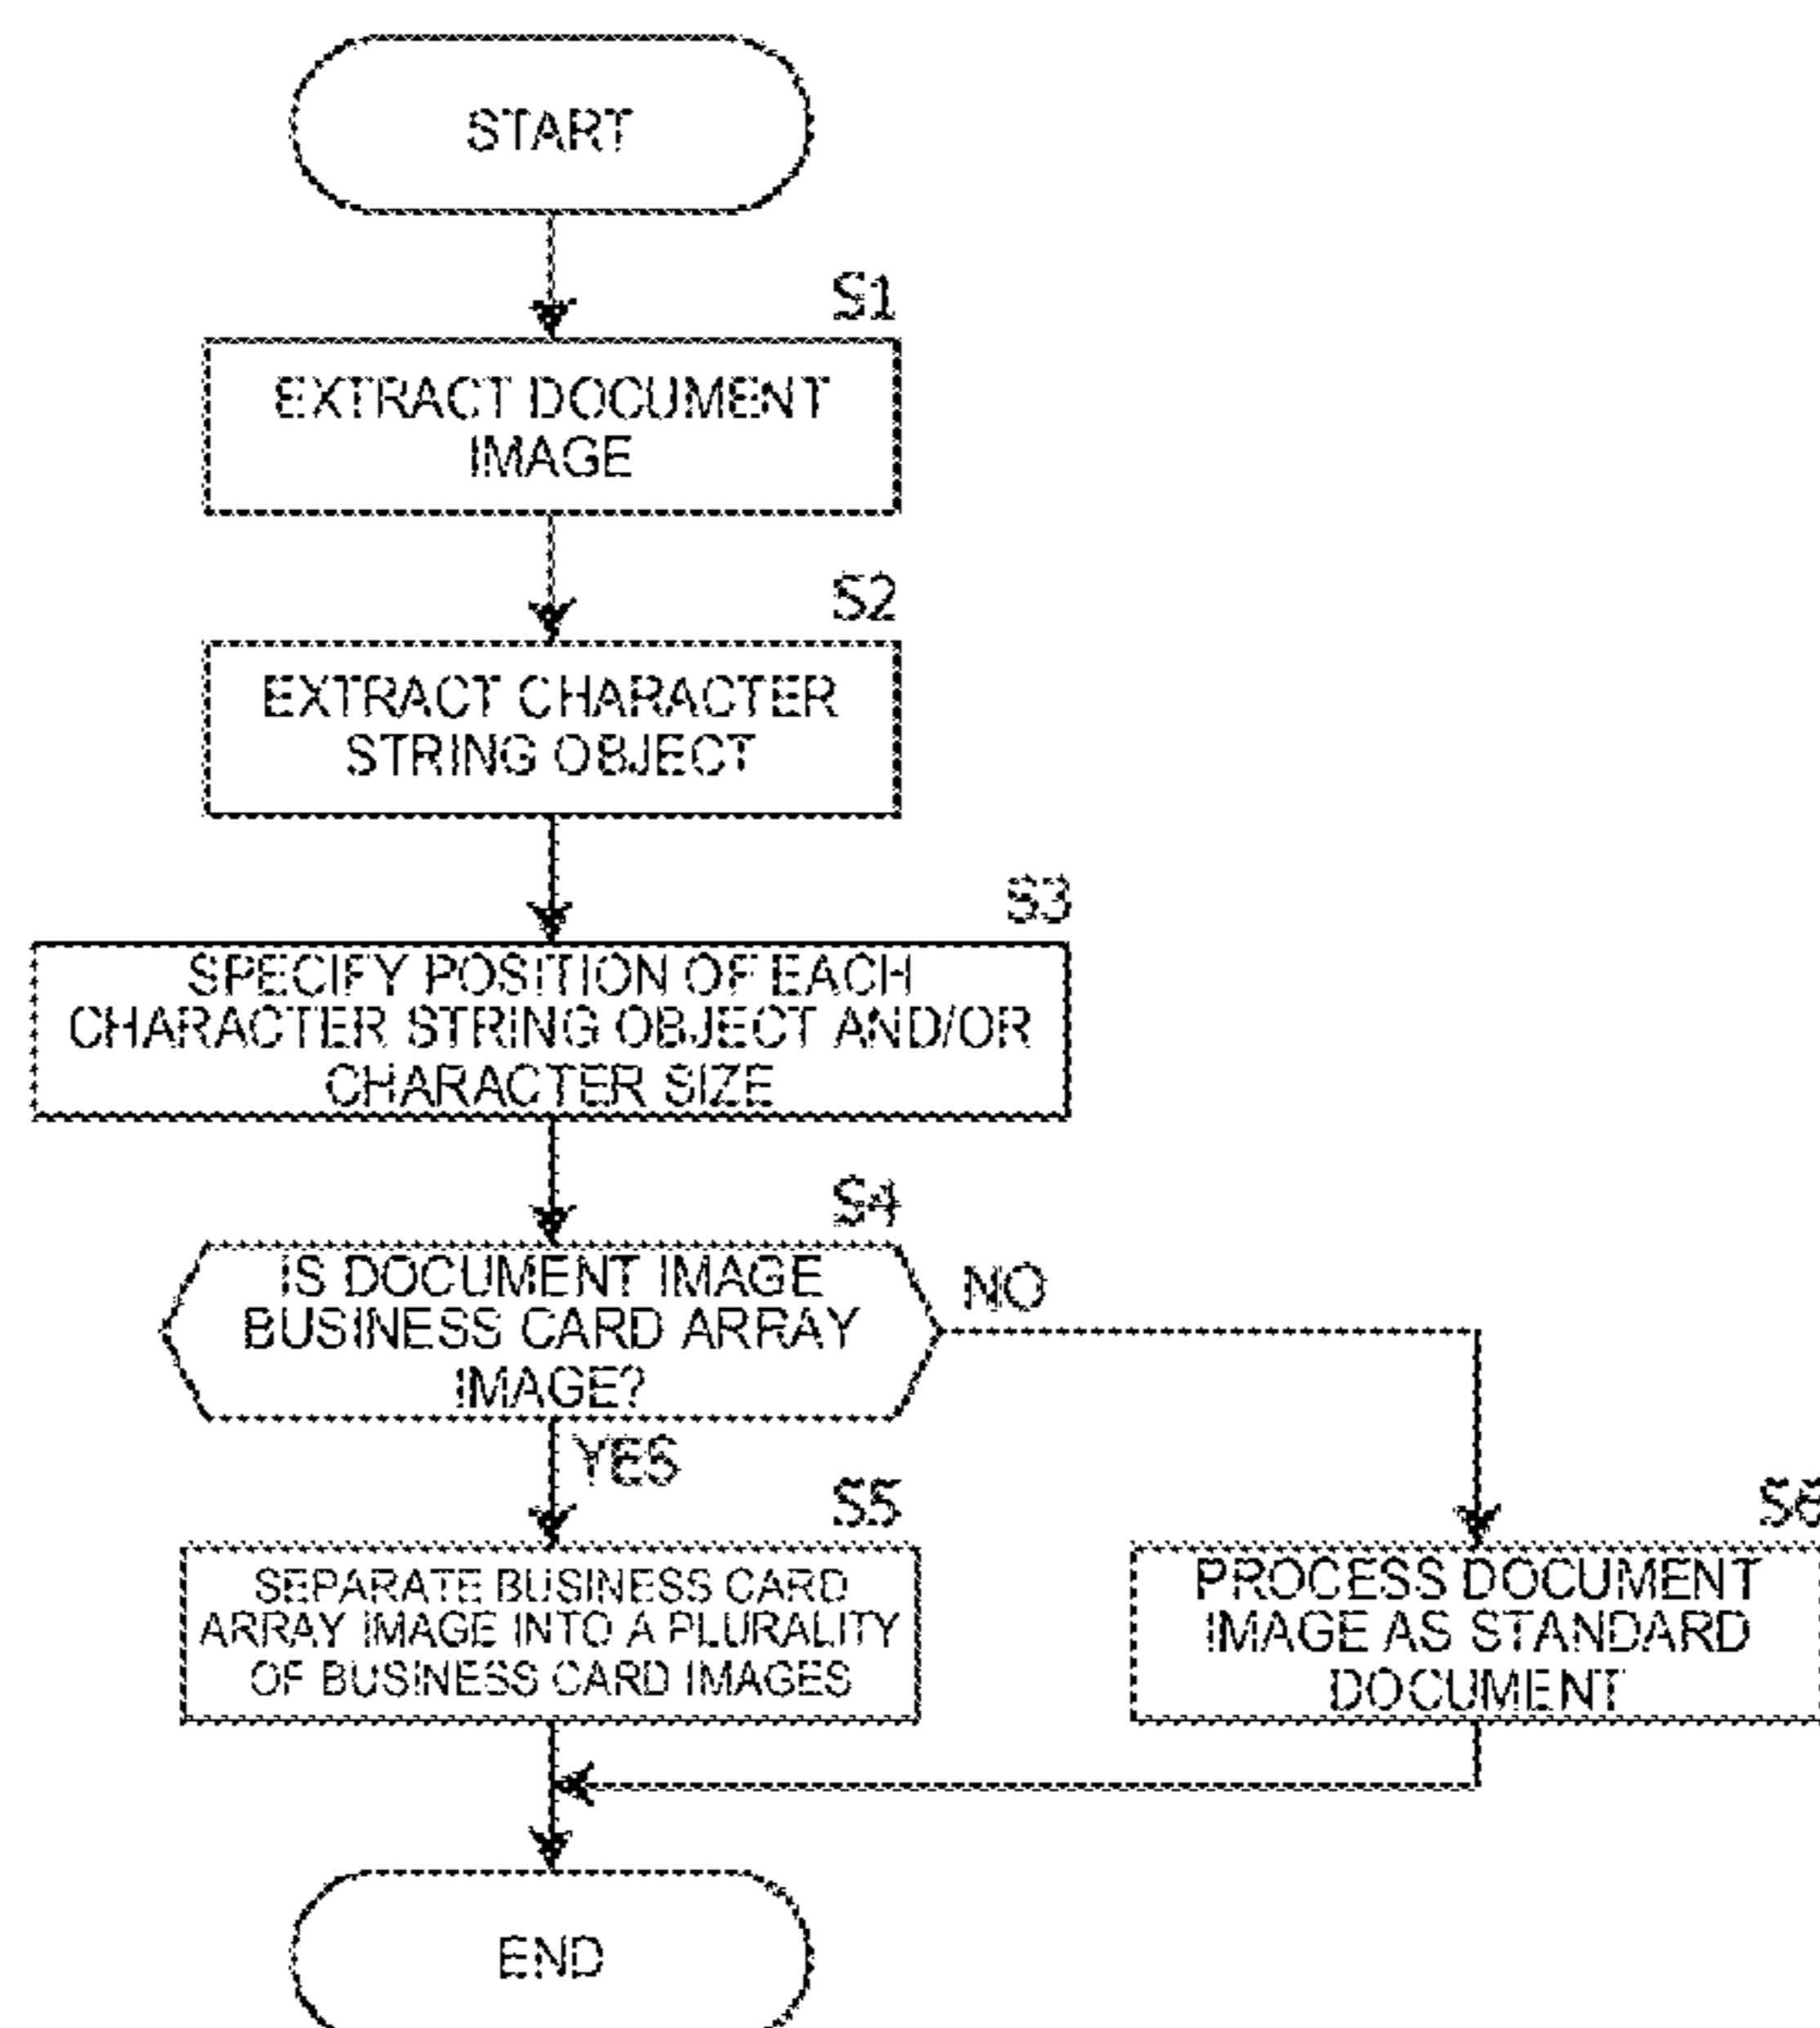 START
S1
EXTRACT DOCUMENT
IMAGE
S2
EXTRACT CHARACTER
STRING OBJECT
S3
SPECIFY POSITION OF EACH
CHARACTER STRING OBJECT AND/OR
CHARACTER SIZE
S4
IS DOCUMENT IMAGE
BUSINESS CARD ARRAY
IMAGE?
NO
YES
S5
SEPARATE BUSINESS CARD
ARRAY IMAGE INTO A PLURALITY
OF BUSINESS CARD IMAGES
S6
PROCESS DOCUMENT
IMAGE AS STANDARD
DOCUMENT
END